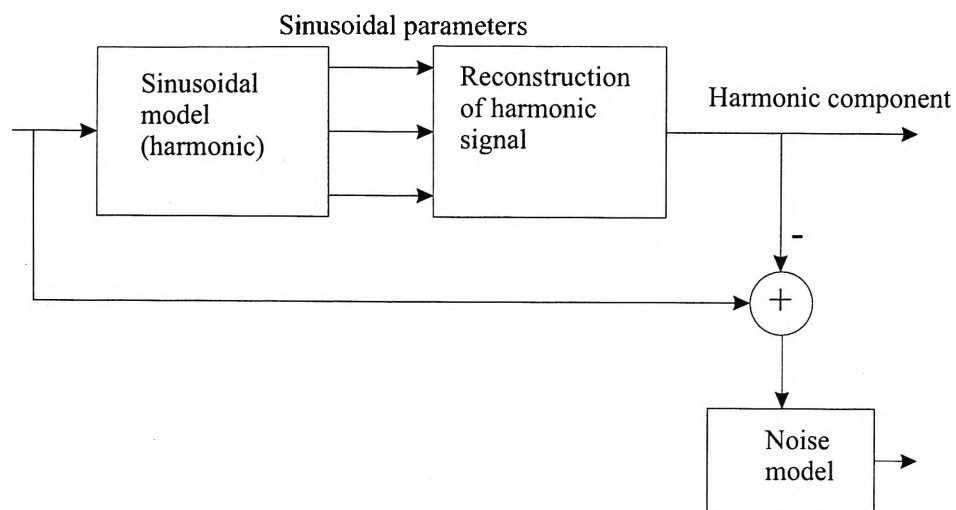 Sinusoidal parameters
Sinusoidal
model
(harmonic)
Reconstruction
of harmonic
signal
Harmonic component
-
+
Noise
model